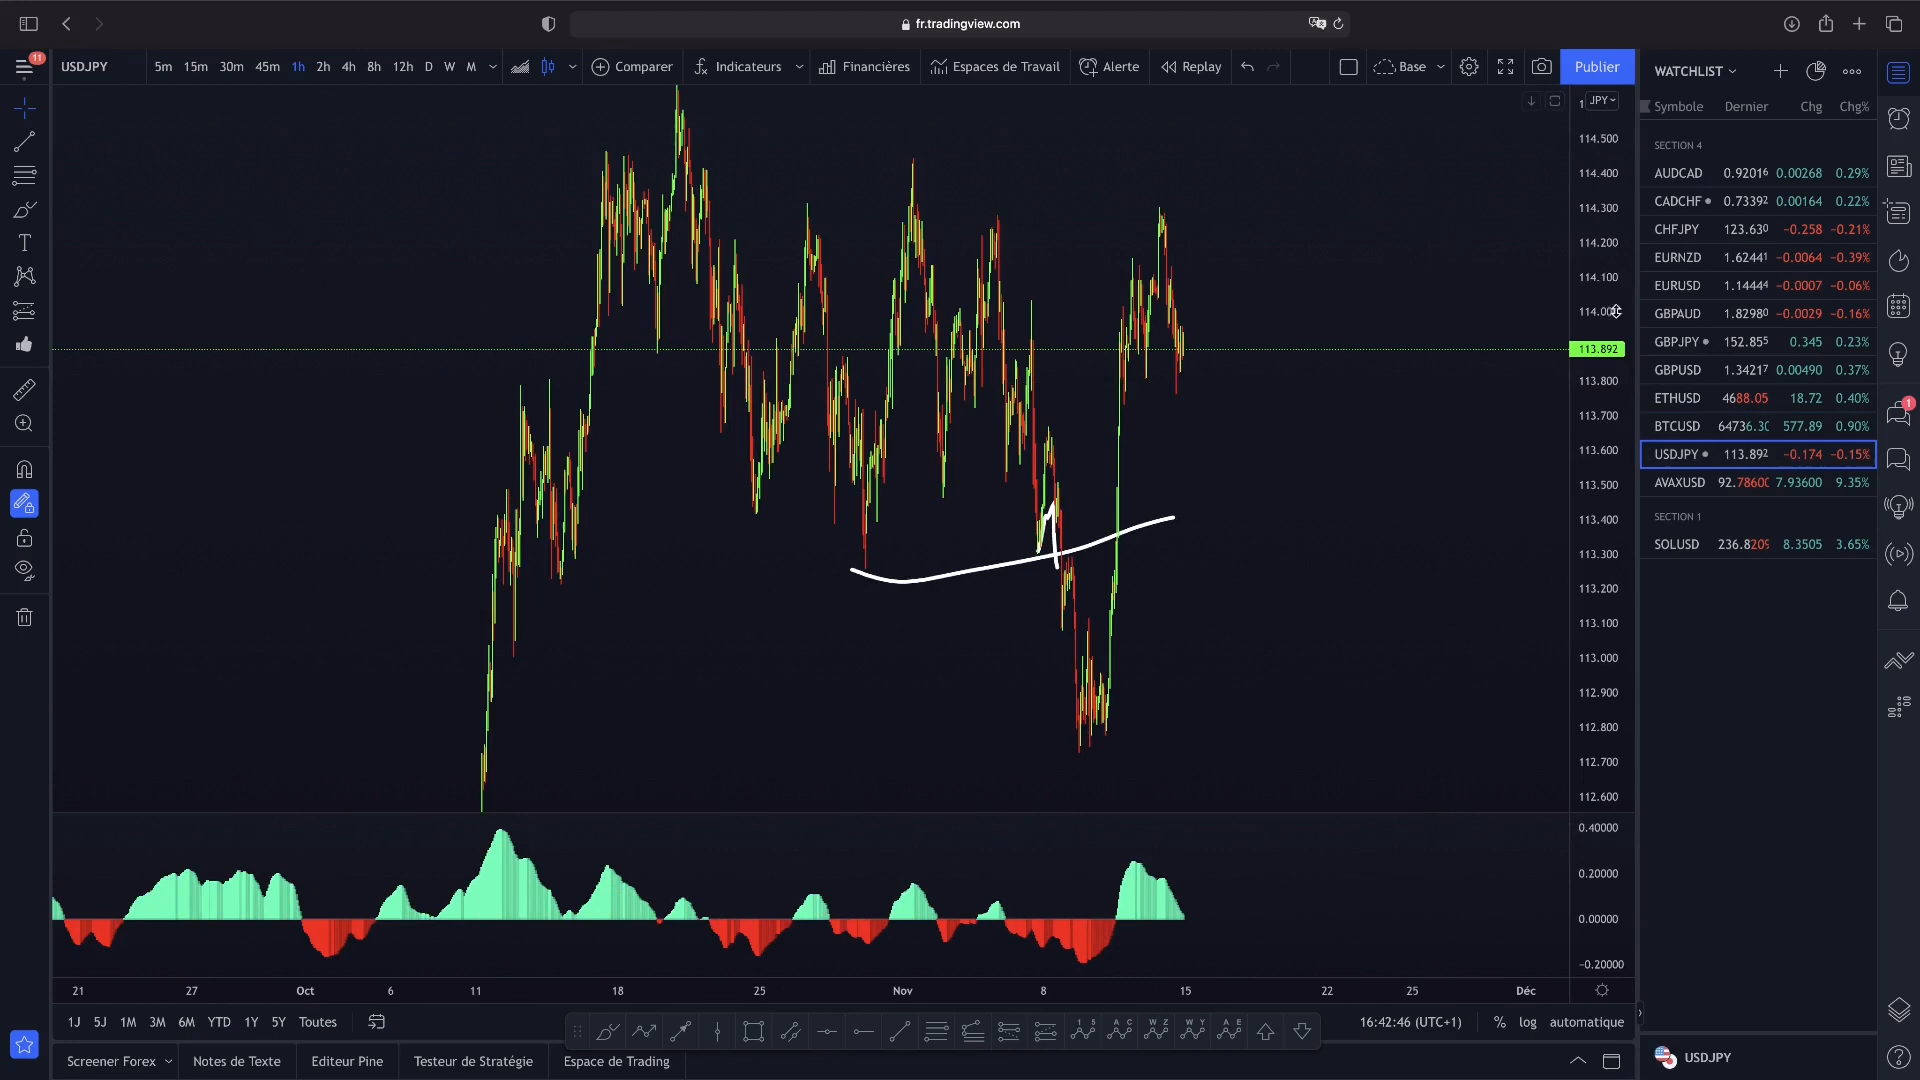 fr.tradingview.com
11
USDJPY
5m 15m 30m 45m 1h 2h 4h 8h 12h D W M
Comparer
Indicateurs
Financières
Espaces de Travail
Alerte
Replay
Base
Publier
WATCHLIST
Symbole Dernier Chg Chg%
SECTION 4
AUDCAD 0.92016 0.00268 0.29%
CADCHF 0.73392 0.00164 0.22%
CHFJPY 123.630 −0.258 −0.21%
EURNZD 1.62441 −0.0064 −0.39%
EURUSD 1.14444 −0.0007 −0.06%
GBPAUD 1.82980 −0.0029 −0.16%
GBPJPY 152.855 0.345 0.23%
GBPUSD 1.34217 0.00490 0.37%
ETHUSD 4688.05 18.72 0.40%
BTCUSD 64736.30 577.89 0.90%
USDJPY 113.892 −0.174 −0.15%
AVAXUSD 92.78600 7.93600 9.35%
SECTION 1
SOLUSD 236.8209 8.3505 3.65%
1
JPY
114.500
114.400
114.300
114.200
114.100
114.00
113.892
113.800
113.700
113.600
113.500
113.400
113.300
113.200
113.100
113.000
112.900
112.800
112.700
112.600
0.40000
0.20000
0.00000
−0.20000
21 27 Oct 6 11 18 25 Nov 8 15 22 25 Déc
1J 5J 1M 3M 6M YTD 1Y 5Y Toutes
1 5
A C
W Z
W Y
A E
16:42:46 (UTC+1)
% log automatique
Screener Forex
Notes de Texte
Editeur Pine
Testeur de Stratégie
Espace de Trading
USDJPY
1